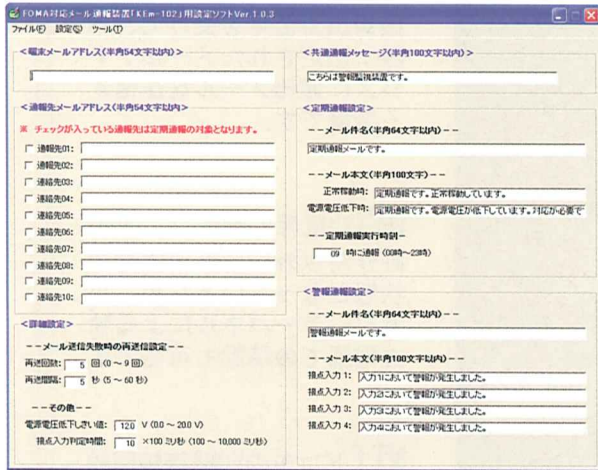 FOMA対応メール通報装置「KEm-102」用設定ソフトVer.1.0.3
ファイル(F) 設定(S) ツール(T)
<端末メールアドレス(半角54文字以内)>
<通報先メールアドレス(半角54文字以内)>
※ チェックが入っている通報先は定期通報の対象となります。
通報先01:
通報先02:
連絡先03:
連絡先04:
連絡先05:
連絡先06:
連絡先07:
連絡先08:
連絡先09:
連絡先10:
<詳細設定>
--メール送信失敗時の再送信設定--
再送回数: 5 回(0～9回)
再送間隔: 5 秒(5～60秒)
--その他--
電源電圧低下しきい値: 12.0 V(0.0～20.0 V)
接点入力判定時間: 10 ×100ミリ秒(100～10,000ミリ秒)
<共通通報メッセージ(半角100文字以内)>
こちらは警報監視装置です。
<定期通報設定>
--メール件名(半角64文字以内)--
定期通報メールです。
--メール本文(半角100文字)--
正常稼動時: 定期通報です。正常稼動しています。
電源電圧低下時: 定期通報です。電源電圧が低下しています。対応が必要で
--定期通報実行時刻-
09 時に通報(00時～23時)
<警報通報設定>
--メール件名(半角64文字以内)--
警報通報メールです。
--メール本文(半角100文字以内)--
接点入力1: 入力1において警報が発生しました。
接点入力2: 入力2において警報が発生しました。
接点入力3: 入力3において警報が発生しました。
接点入力4: 入力4において警報が発生しました。